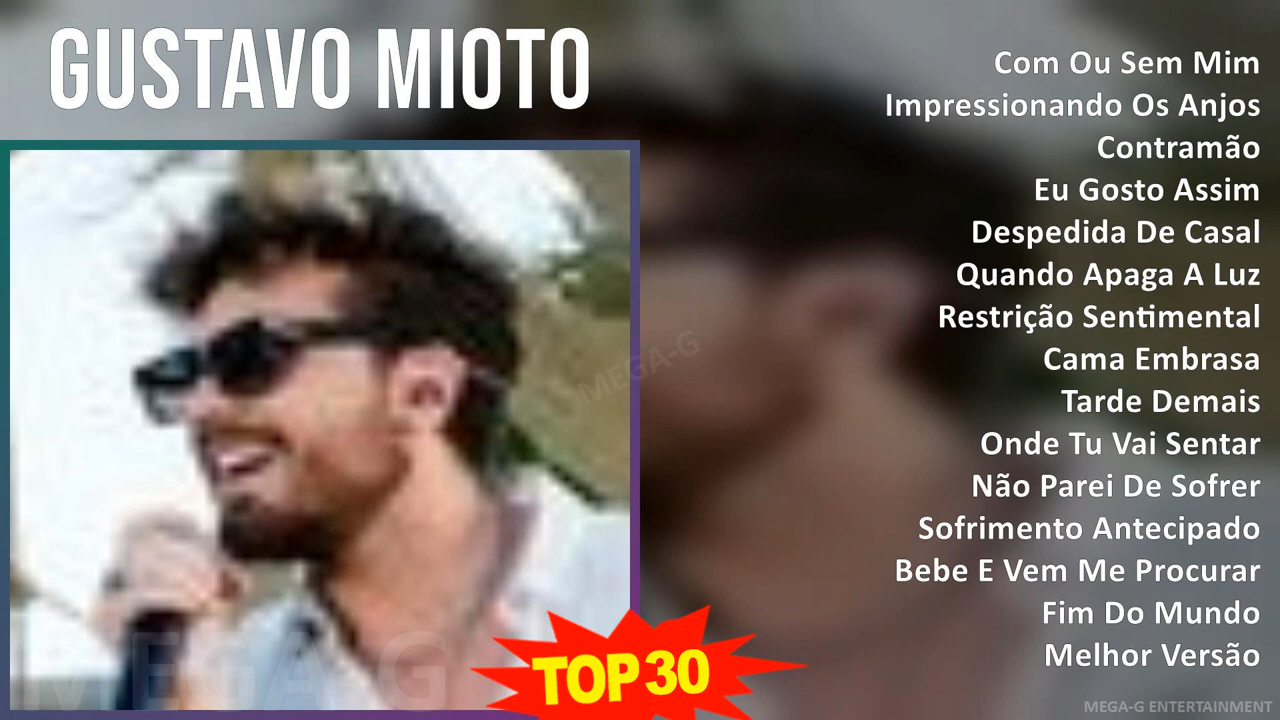 GUSTAVO MIOTO
Com Ou Sem Mim
Impressionando Os Anjos
Contramão
Eu Gosto Assim
Despedida De Casal
Quando Apaga A Luz
Restrição Sentimental
Cama Embrasa
Tarde Demais
Onde Tu Vai Sentar
Não Parei De Sofrer
Sofrimento Antecipado
Bebe E Vem Me Procurar
Fim Do Mundo
Melhor Versão
MEGA-G
MEGA-G
TOP 30
MEGA-G ENTERTAINMENT